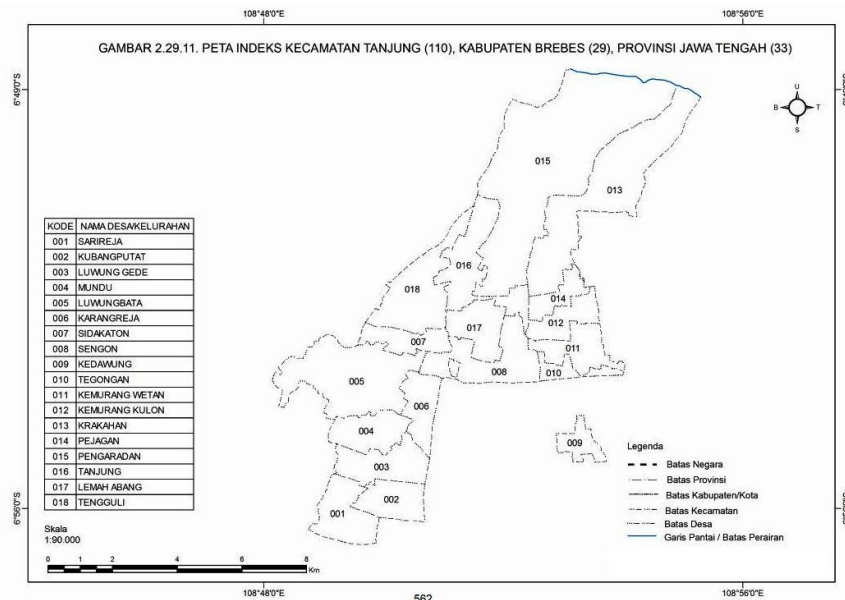 108°48'0"E 108°56'0"E
GAMBAR 2.29.11. PETA INDEKS KECAMATAN TANJUNG (110), KABUPATEN BREBES (29), PROVINSI JAWA TENGAH (33)
6°49'0"S
U
B T
S
015
013
KODE NAMA DESA/KELURAHAN
001 SARIREJA
002 KUBANGPUTAT
003 LUWUNG GEDE
004 MUNDU
005 LUWUNGBATA
006 KARANGREJA
007 SIDAKATON
008 SENGON
009 KEDAWUNG
010 TEGONGAN
011 KEMURANG WETAN
012 KEMURANG KULON
013 KRAKAHAN
014 PEJAGAN
015 PENGARADAN
016 TANJUNG
017 LEMAH ABANG
018 TENGGULI
016
018
014
012
017
007
011
008
010
005
006
004
009
003
002
001
Legenda
Batas Negara
Batas Provinsi
Batas Kabupaten/Kota
Batas Kecamatan
Batas Desa
Garis Pantai / Batas Perairan
6°56'0"S
Skala
1:90.000
0 1 2 4 6 8
Km
108°48'0"E 108°56'0"E
562